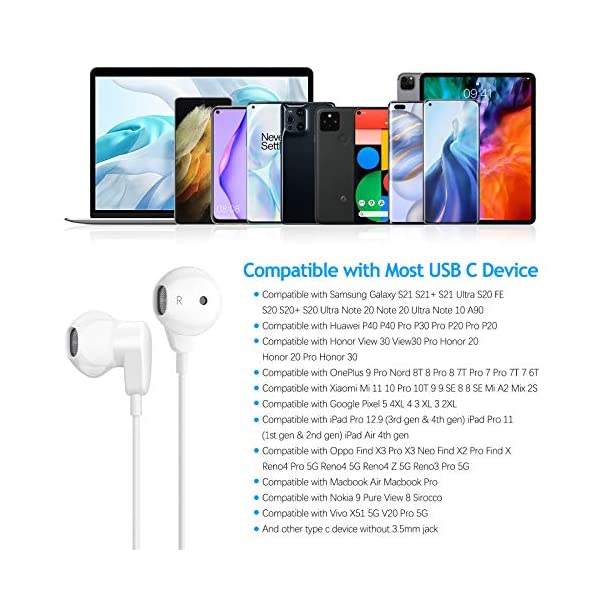 09:41
Never
Settl
08:08
R
Compatible with Most USB C Device
Compatible with Samsung Galaxy S21 S21+ S21 Ultra S20 FE
S20 S20+ S20 Ultra Note 20 Note 20 Ultra Note 10 A90
Compatible with Huawei P40 P40 Pro P30 Pro P20 Pro P20
Compatible with Honor View 30 View30 Pro Honor 20
Honor 20 Pro Honor 30
Compatible with OnePlus 9 Pro Nord 8T 8 Pro 8 7T Pro 7 Pro 7T 7 6T
Compatible with Xiaomi Mi 11 10 Pro 10T 9 9 SE 8 8 SE Mi A2 Mix 2S
Compatible with Google Pixel 5 4XL 4 3 XL 3 2XL
Compatible with iPad Pro 12.9 (3rd gen & 4th gen) iPad Pro 11
(1st gen & 2nd gen) iPad Air 4th gen
Compatible with Oppo Find X3 Pro X3 Neo Find X2 Pro Find X
Reno4 Pro 5G Reno4 5G Reno4 Z 5G Reno3 Pro 5G
Compatible with Macbook Air Macbook Pro
Compatible with Nokia 9 Pure View 8 Sirocco
Compatible with Vivo X51 5G V20 Pro 5G
And other type c device without 3.5mm jack